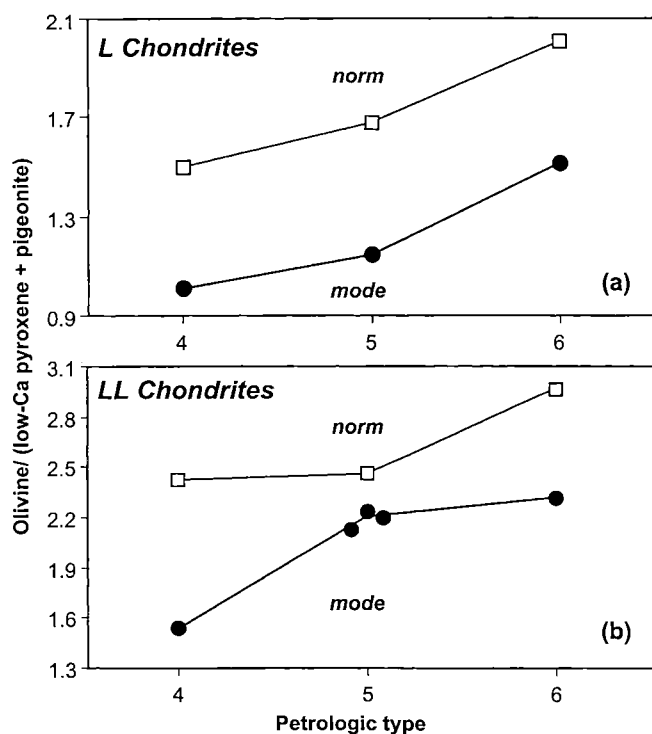 2.1
L Chondrites
norm
1.7
1.3
mode
(a)
0.9
4 5 6
Olivine/ (low-Ca pyroxene + pigeonite)
3.1
LL Chondrites
norm
2.8
2.5
2.2
1.9
mode
1.6
(b)
1.3
4 5 6
Petrologic type